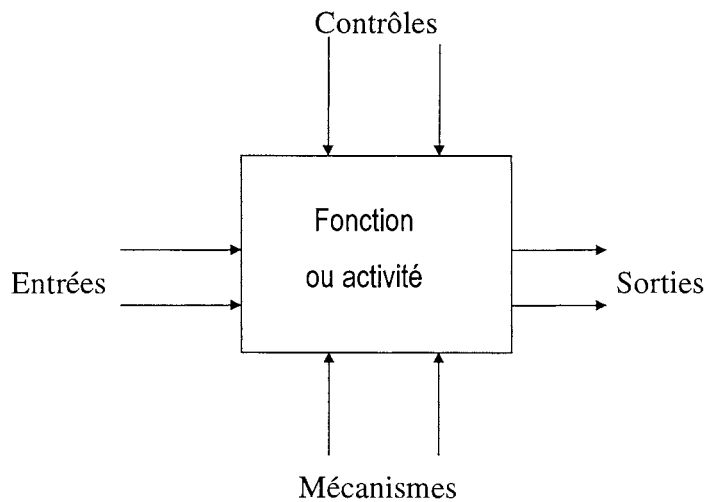 Contrôles
Fonction
ou activité
Entrées
Sorties
Mécanismes